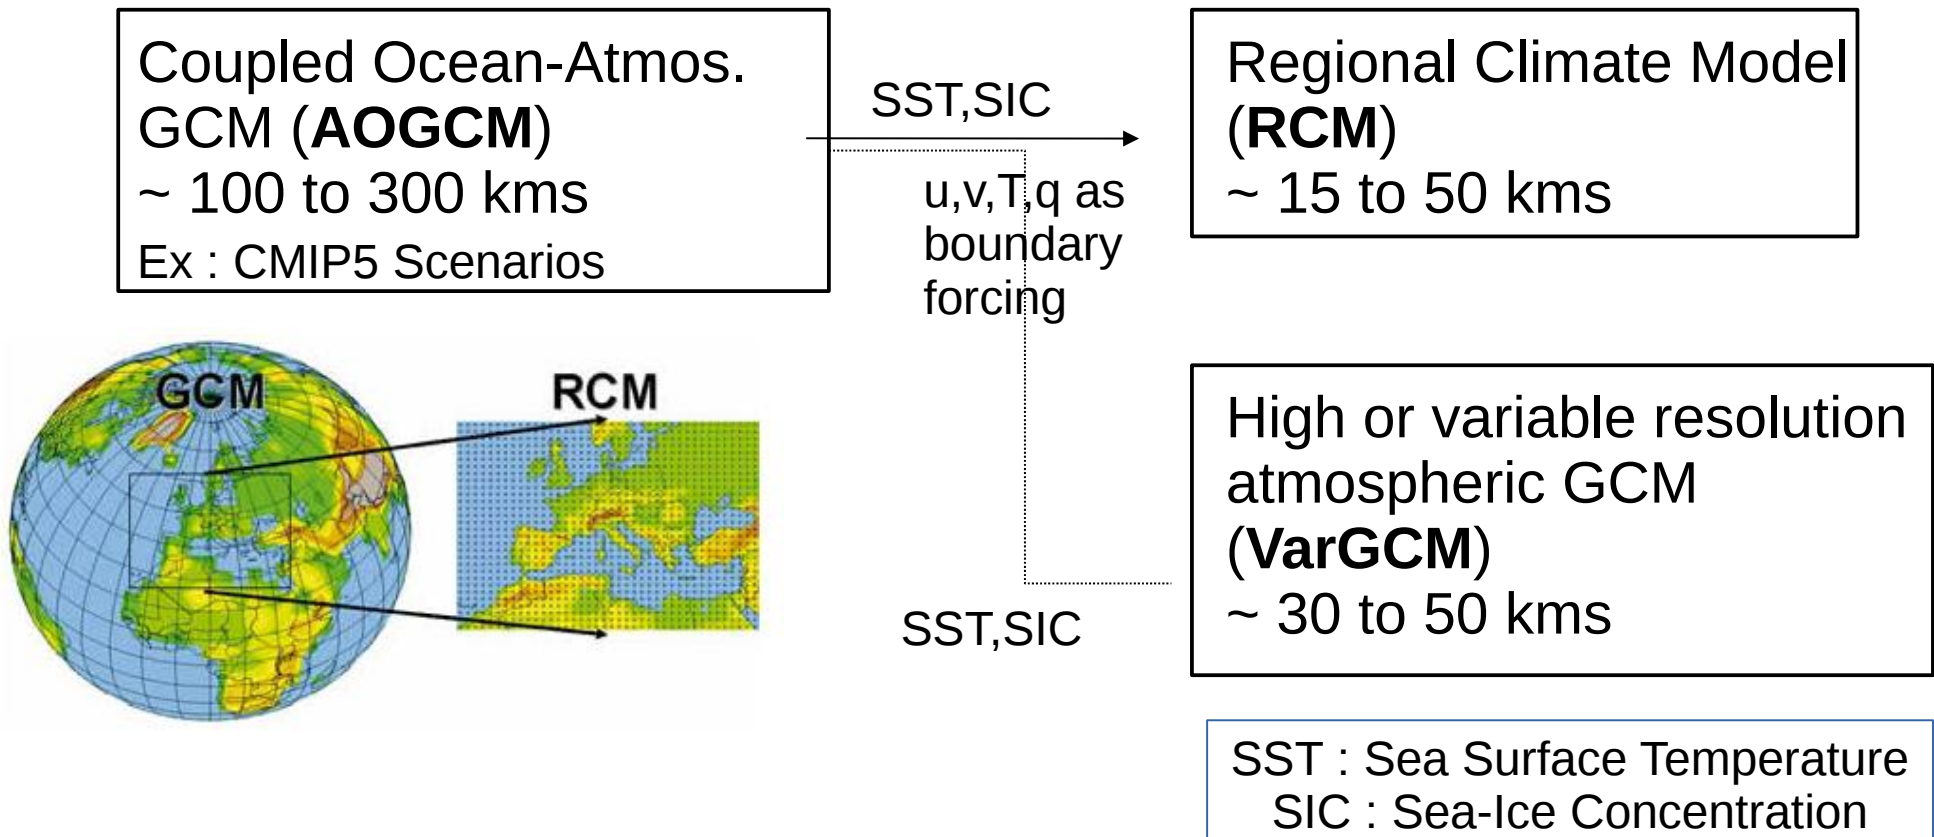 Coupled Ocean-Atmos.
GCM (AOGCM)
~ 100 to 300 kms
Ex : CMIP5 Scenarios
SST,SIC
u,v,T,q as
boundary
forcing
Regional Climate Model
(RCM)
~ 15 to 50 kms
GCM
RCM
High or variable resolution
atmospheric GCM
(VarGCM)
~ 30 to 50 kms
SST,SIC
SST : Sea Surface Temperature
SIC : Sea-Ice Concentration